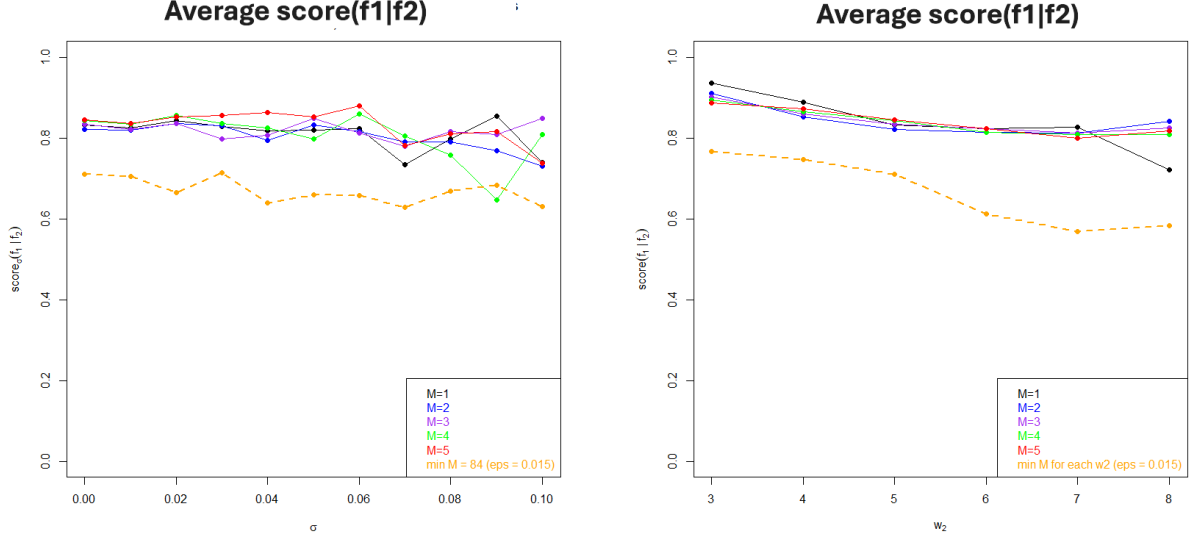 Average score(f1|f2)
1.0
0.8
0.6
0.4
0.2
0.0
scoreσ(f1 | f2)
M=1
M=2
M=3
M=4
M=5
min M = 84 (eps = 0.015)
0.00 0.02 0.04 0.06 0.08 0.10
σ
Average score(f1|f2)
1.0
0.8
0.6
0.4
0.2
0.0
score(f1 | f2)
M=1
M=2
M=3
M=4
M=5
min M for each w2 (eps = 0.015)
3 4 5 6 7 8
w2